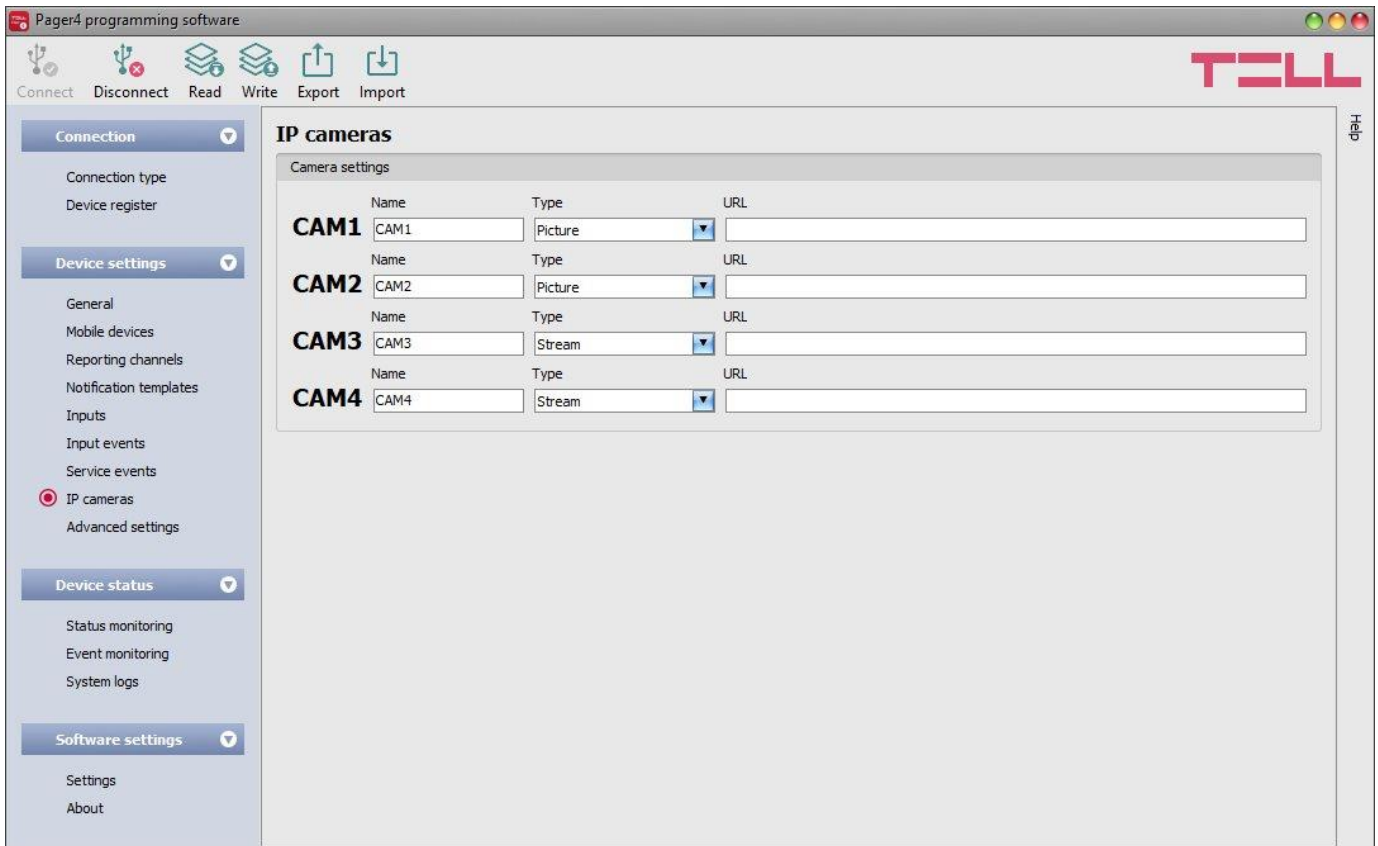 Pager4 programming software
Connect Disconnect Read Write Export Import
TELL
Help
Connection
Connection type
Device register
Device settings
General
Mobile devices
Reporting channels
Notification templates
Inputs
Input events
Service events
IP cameras
Advanced settings
Device status
Status monitoring
Event monitoring
System logs
Software settings
Settings
About
IP cameras
Camera settings
Name Type URL
CAM1 CAM1 Picture
Name Type URL
CAM2 CAM2 Picture
Name Type URL
CAM3 CAM3 Stream
Name Type URL
CAM4 CAM4 Stream